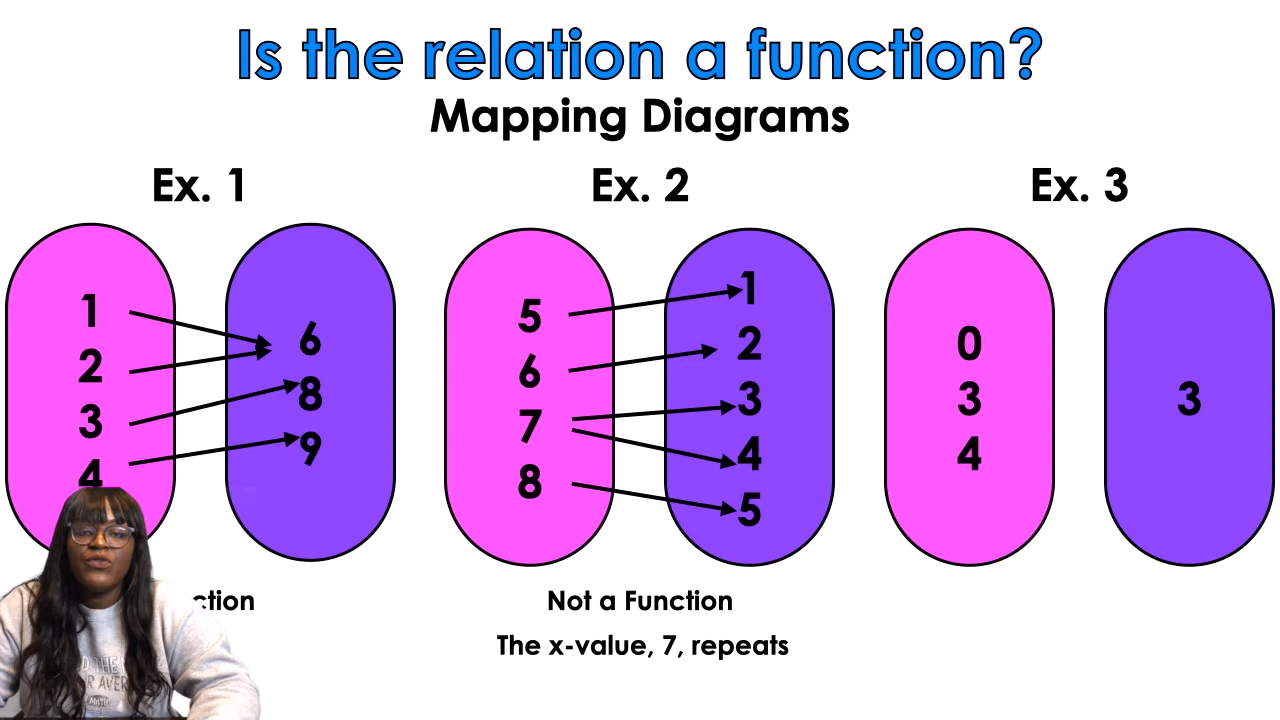 Is the relation a function?
Mapping Diagrams
Ex. 1
Ex. 2
Ex. 3
1
2
3
4
6
8
9
5
6
7
8
1
2
3
4
5
0
3
4
3
ction
Not a Function
The x-value, 7, repeats
THE
R AVER